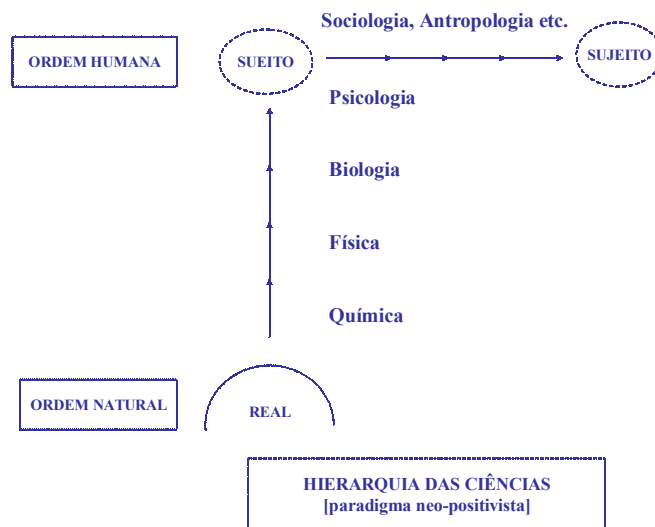 Sociologia, Antropologia etc.
ORDEM HUMANA
SUEITO
SUJEITO
Psicologia
Biologia
Física
Química
ORDEM NATURAL
REAL
HIERARQUIA DAS CIÊNCIAS
[paradigma neo-positivista]